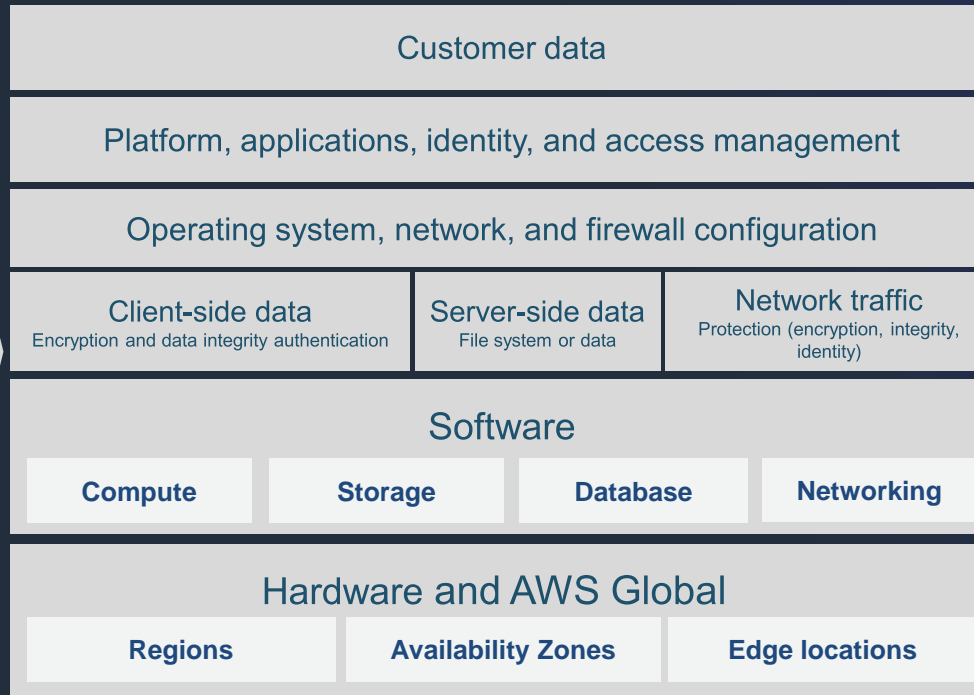 Customer data
Platform, applications, identity, and access management
Operating system, network, and firewall configuration
Client-side data
Encryption and data integrity authentication
Server-side data
File system or data
Network traffic
Protection (encryption, integrity,
identity)
Software
Compute
Storage
Database
Networking
Hardware and AWS Global
Regions
Availability Zones
Edge locations